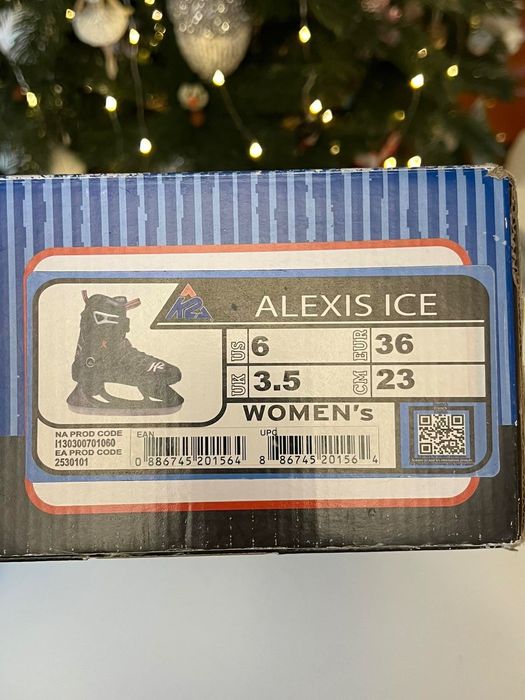 K2 ALEXIS ICE
US 6 EUR 36
UK 3.5 CM 23
WOMEN's
K2
NA PROD CODE
I130300701060
EA PROD CODE
2530101
EAN
0 886745 201564
UPC
8 86745 20156 4